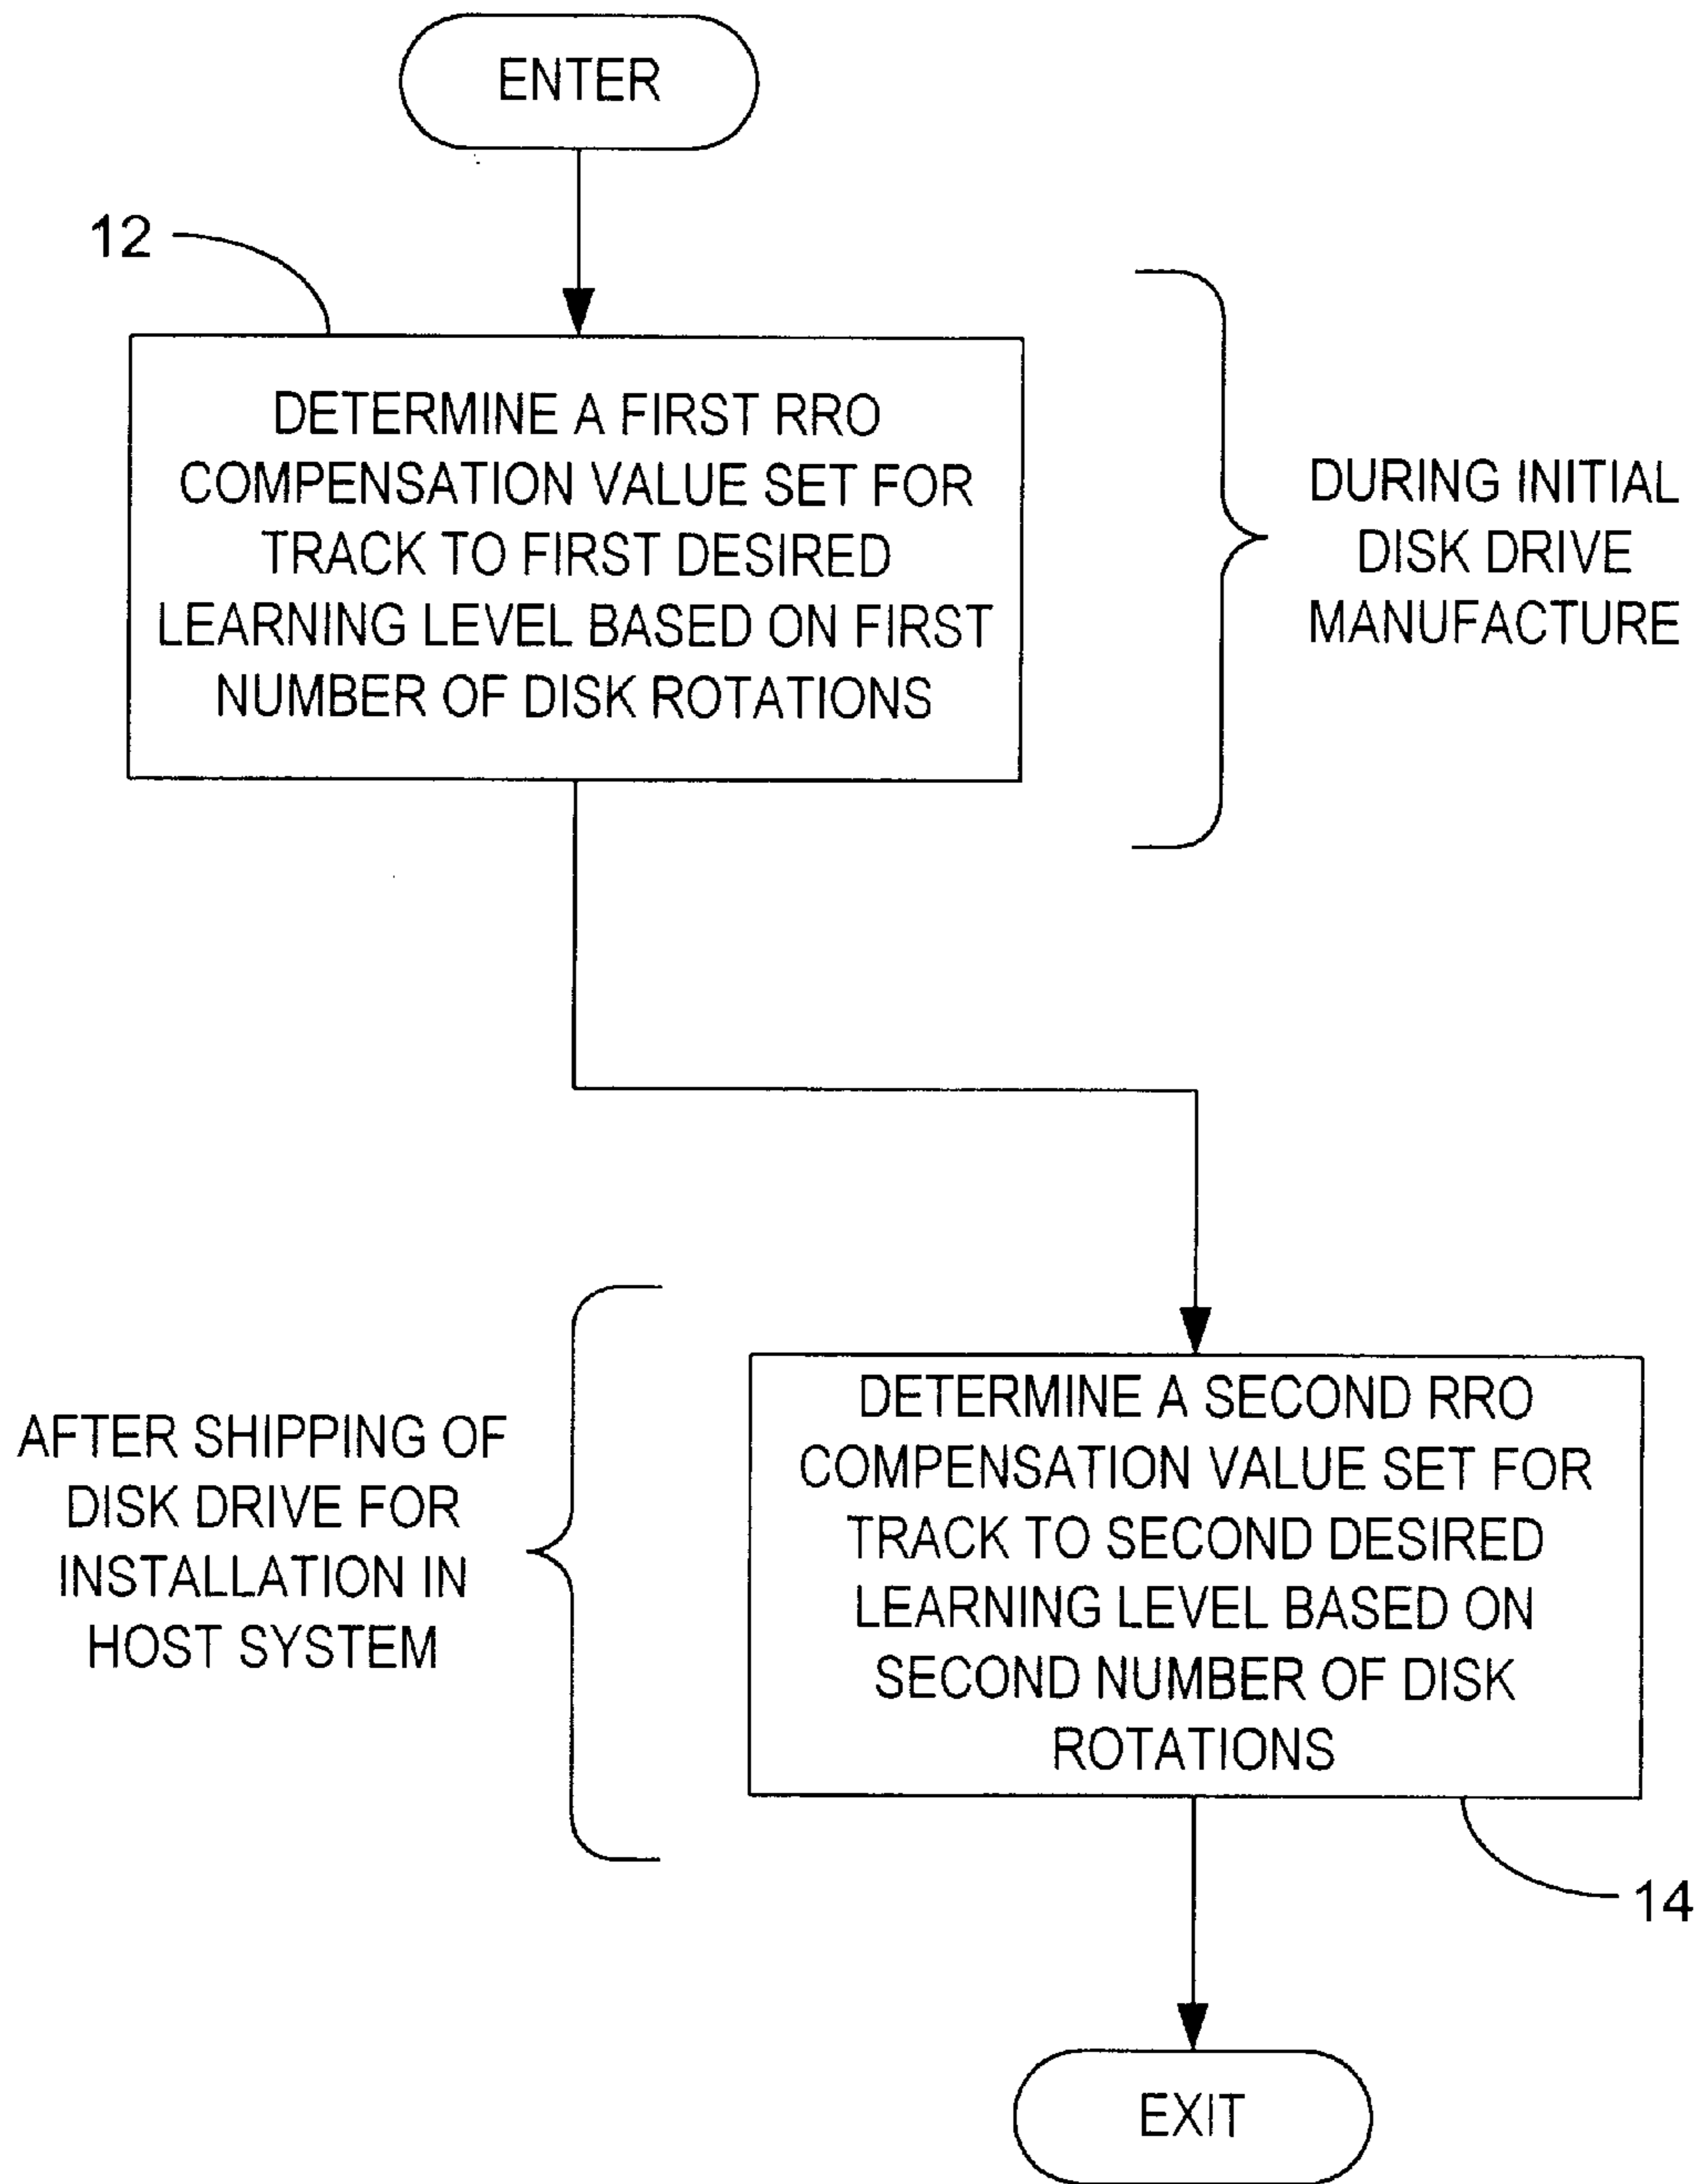 ENTER
12
DETERMINE A FIRST RRO
COMPENSATION VALUE SET FOR
TRACK TO FIRST DESIRED
LEARNING LEVEL BASED ON FIRST
NUMBER OF DISK ROTATIONS
DURING INITIAL
DISK DRIVE
MANUFACTURE
AFTER SHIPPING OF
DISK DRIVE FOR
INSTALLATION IN
HOST SYSTEM
DETERMINE A SECOND RRO
COMPENSATION VALUE SET FOR
TRACK TO SECOND DESIRED
LEARNING LEVEL BASED ON
SECOND NUMBER OF DISK
ROTATIONS
14
EXIT